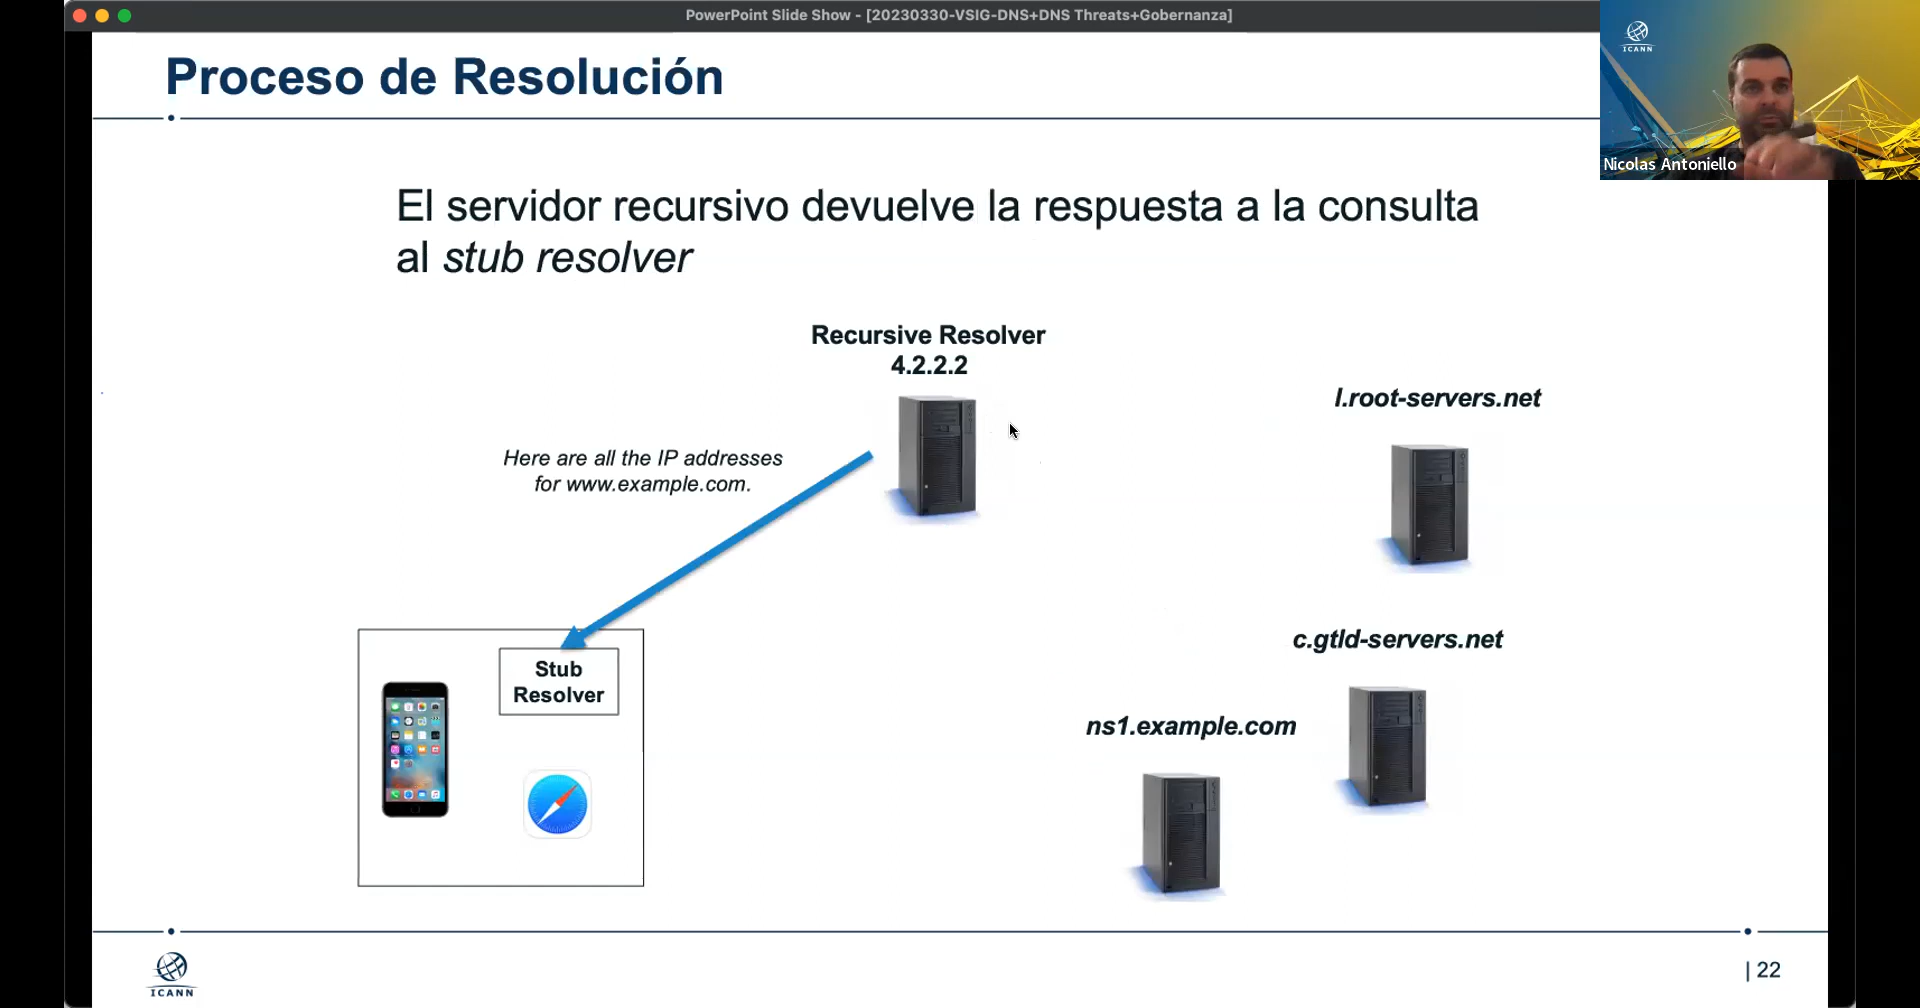 PowerPoint Slide Show - [20230330-VSIG-DNS+DNS Threats+Gobernanza]
Proceso de Resolución
ICANN
Nicolas Antoniello
El servidor recursivo devuelve la respuesta a la consulta
al stub resolver
Recursive Resolver
4.2.2.2
l.root-servers.net
Here are all the IP addresses
for www.example.com.
Stub
Resolver
c.gtld-servers.net
ns1.example.com
ICANN
| 22